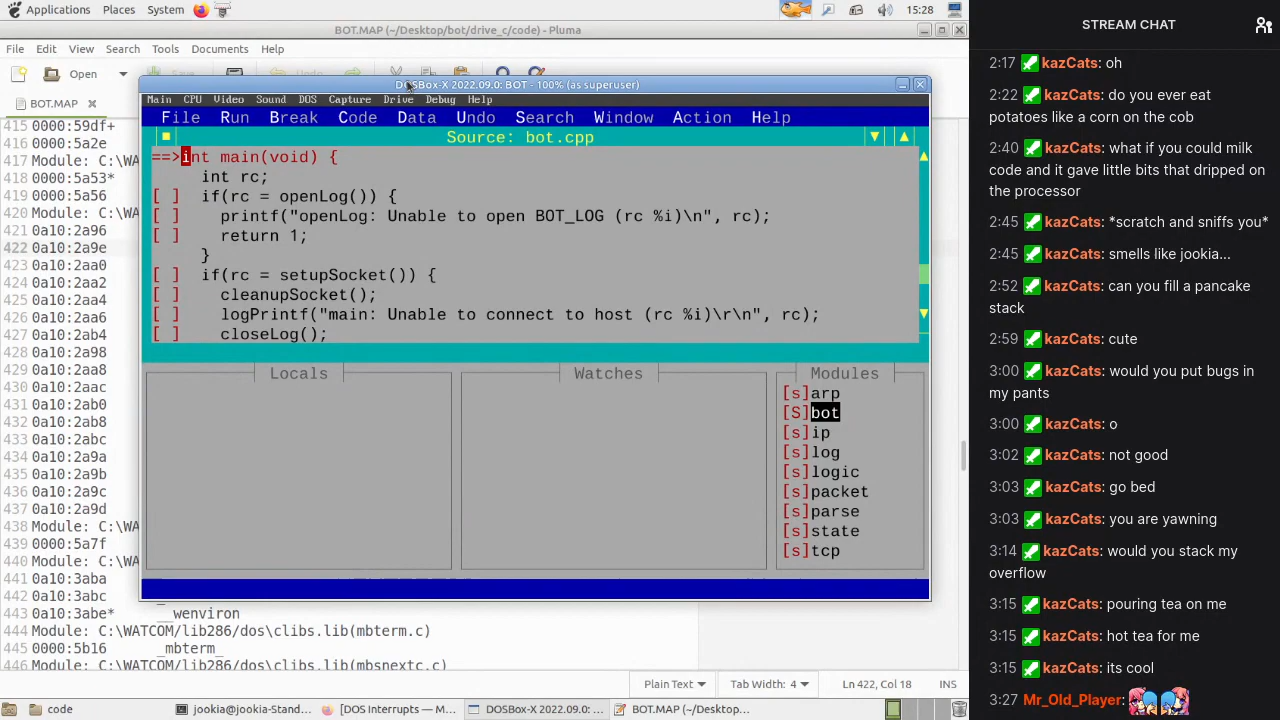 Applications Places System 15:28
BOT.MAP (~/Desktop/bot/drive_c/code) - Pluma
File Edit View Search Tools Documents Help
Open
BOT.MAP
DOSBox-X 2022.09.0: BOT - 100% (as superuser)
Main CPU Video Sound DOS Capture Drive Debug Help
File Run Break Code Data Undo Search Window Action Help
Source: bot.cpp
==>int main(void) {
int rc;
[ ] if(rc = openLog()) {
[ ] printf("openLog: Unable to open BOT_LOG (rc %i)\n", rc);
[ ] return 1;
}
[ ] if(rc = setupSocket()) {
[ ] cleanupSocket();
[ ] logPrintf("main: Unable to connect to host (rc %i)\r\n", rc);
[ ] closeLog();
Locals Watches Modules
[s]arp
[S]bot
[s]ip
[s]log
[s]logic
[s]packet
[s]parse
[s]state
[s]tcp
415 0000:59df+
416 0000:5a2e
417 Module: C:\W
418 0000:5a53*
419 0000:5a56
420 Module: C:\W
421 0a10:2a96
422 0a10:2a9e
423 0a10:2aa0
424 0a10:2aa2
425 0a10:2aa4
426 0a10:2aa6
427 0a10:2a98
428 0a10:2aa8
429 0a10:2aac
430 0a10:2ab0
431 0a10:2ab8
432 0a10:2abc
433 0a10:2a9a
434 0a10:2a9b
435 0a10:2a9c
437 0a10:2a9d
438 Module: C:\WA
439 0000:5a7f
440 Module: C:\WA
441 0a10:3aba
442 0a10:3abc
443 0a10:3abe* __wenviron
444 Module: C:\WATCOM/lib286/dos\clibs.lib(mbterm.c)
445 0000:5b16 _mbterm_
446 Module: C:\WATCOM/lib286/dos\clibs.lib(mbsnextc.c)
Plain Text Tab Width: 4 Ln 422, Col 18 INS
code jookia@jookia-Stand... [DOS Internet] — M... DOSBox-X 2022.09.0: ... BOT.MAP (~/Desktop...
STREAM CHAT
2:17 kazCats: oh
2:22 kazCats: do you ever eat
potatoes like a corn on the cob
2:40 kazCats: what if you could milk
code and it gave little bits that dripped on
the processor
2:45 kazCats: *scratch and sniffs you*
2:45 kazCats: smells like jookia...
2:52 kazCats: can you fill a pancake
stack
2:59 kazCats: cute
3:00 kazCats: would you put bugs in
my pants
3:00 kazCats: o
3:02 kazCats: not good
3:03 kazCats: go bed
3:03 kazCats: you are yawning
3:14 kazCats: would you stack my
overflow
3:15 kazCats: pouring tea on me
3:15 kazCats: hot tea for me
3:15 kazCats: its cool
3:27 Mr_Old_Player: